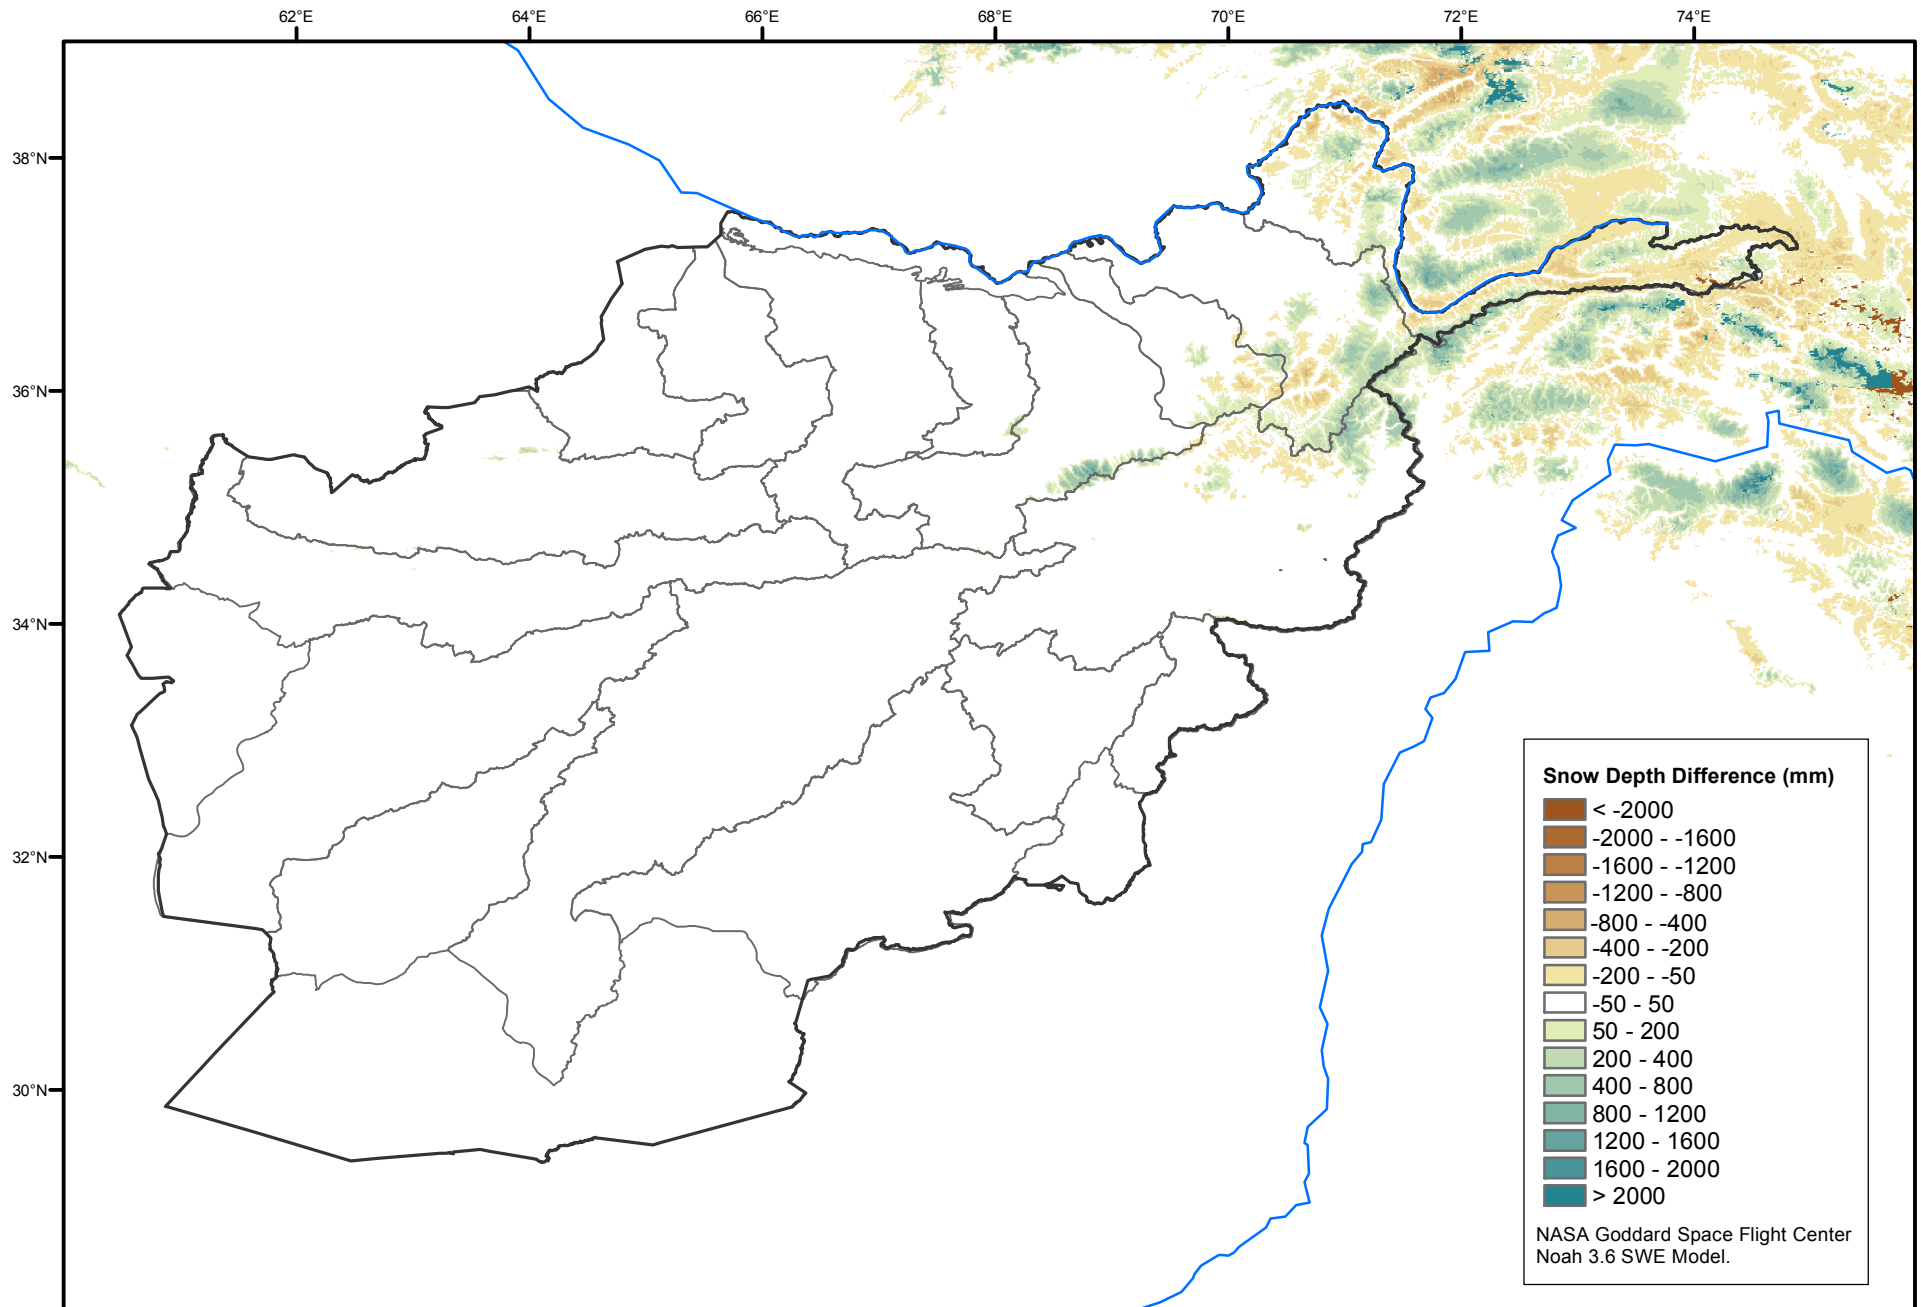 62°E 64°E 66°E 68°E 70°E 72°E 74°E
38°N
36°N
34°N
32°N
30°N
Snow Depth Difference (mm)
< -2000
-2000 - -1600
-1600 - -1200
-1200 - -800
-800 - -400
-400 - -200
-200 - -50
-50 - 50
50 - 200
200 - 400
400 - 800
800 - 1200
1200 - 1600
1600 - 2000
> 2000
NASA Goddard Space Flight Center
Noah 3.6 SWE Model.